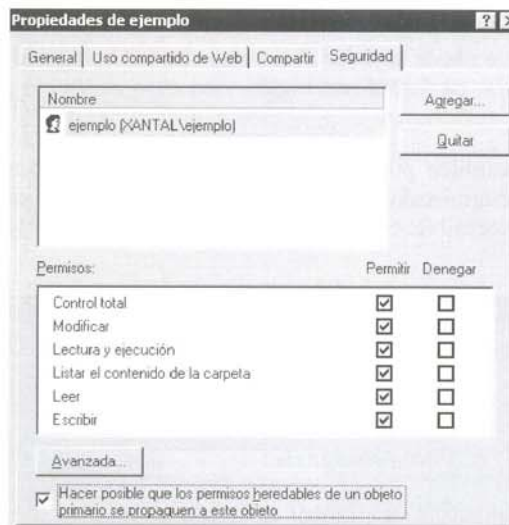 Propiedades de ejemplo
General Uso compartido de Web Compartir Seguridad
Nombre
ejemplo (XANTAL\ejemplo)
Agregar...
Quitar
Permisos: Permitir Denegar
Control total
Modificar
Lectura y ejecución
Listar el contenido de la carpeta
Leer
Escribir
Avanzada...
Hacer posible que los permisos heredables de un objeto
primario se propaguen a este objeto